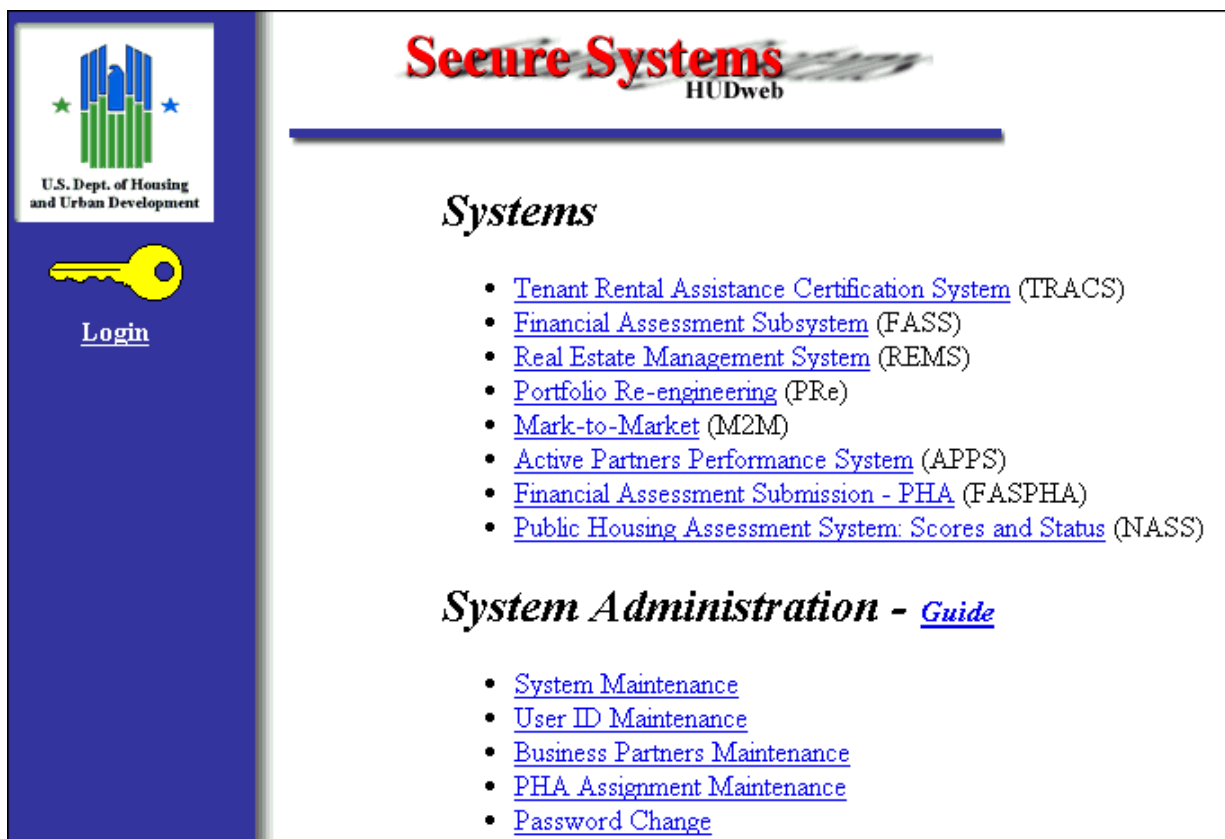 U.S. Dept. of Housing
and Urban Development
Login
Secure Systems
HUDweb
Systems
Tenant Rental Assistance Certification System (TRACS)
Financial Assessment Subsystem (FASS)
Real Estate Management System (REMS)
Portfolio Re-engineering (PRe)
Mark-to-Market (M2M)
Active Partners Performance System (APPS)
Financial Assessment Submission - PHA (FASPHA)
Public Housing Assessment System: Scores and Status (NASS)
System Administration - Guide
System Maintenance
User ID Maintenance
Business Partners Maintenance
PHA Assignment Maintenance
Password Change